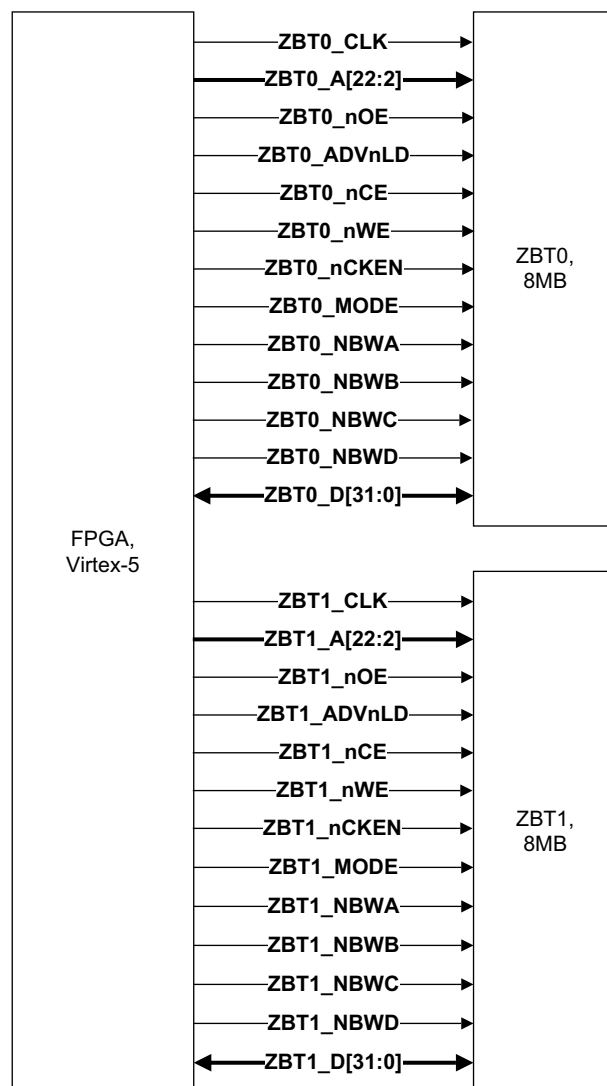 ZBT0_CLK
ZBT0_A[22:2]
ZBT0_nOE
ZBT0_ADVnLD
ZBT0_nCE
ZBT0_nWE
ZBT0_nCKEN
ZBT0_MODE
ZBT0_NBWA
ZBT0_NBWB
ZBT0_NBWC
ZBT0_NBWD
ZBT0_D[31:0]
ZBT0,
8MB
FPGA,
Virtex-5
ZBT1_CLK
ZBT1_A[22:2]
ZBT1_nOE
ZBT1_ADVnLD
ZBT1_nCE
ZBT1_nWE
ZBT1_nCKEN
ZBT1_MODE
ZBT1_NBWA
ZBT1_NBWB
ZBT1_NBWC
ZBT1_NBWD
ZBT1_D[31:0]
ZBT1,
8MB